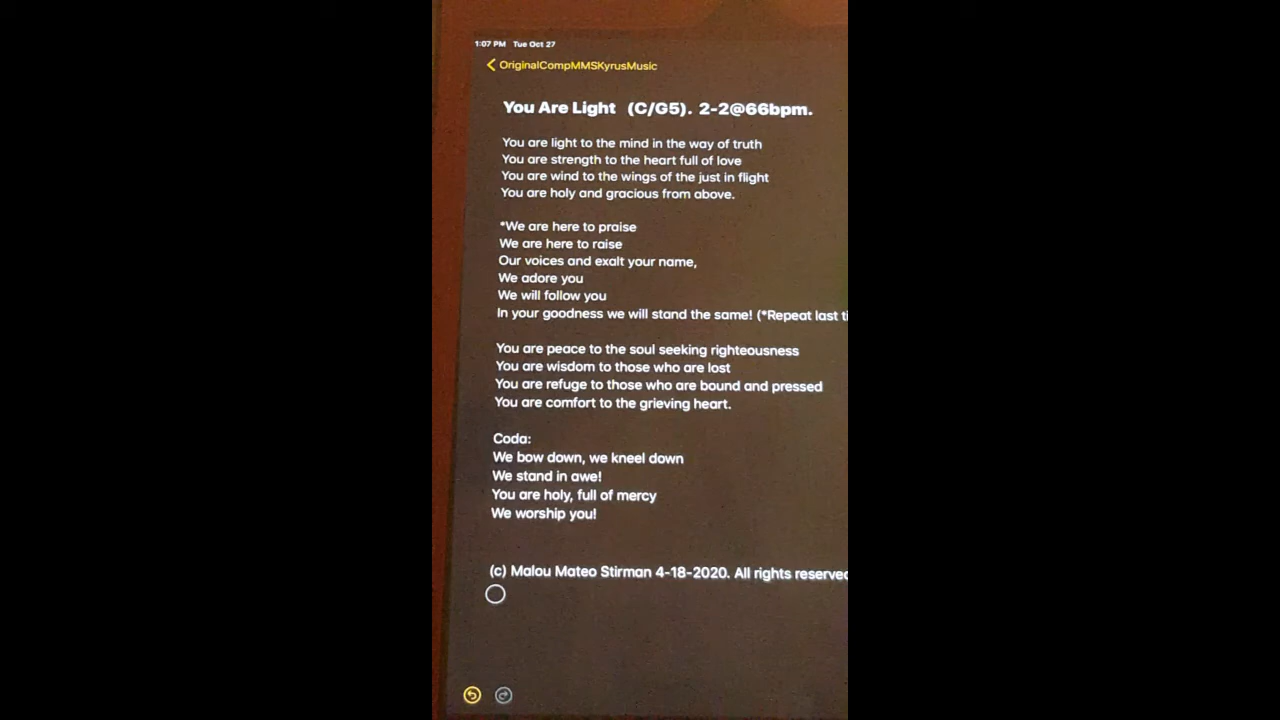 1:07 PM Tue Oct 27
OriginalCompMMSKyrusMusic
You Are Light (C/G5). 2-2@66bpm.
You are light to the mind in the way of truth
You are strength to the heart full of love
You are wind to the wings of the just in flight
You are holy and gracious from above.
*We are here to praise
We are here to raise
Our voices and exalt your name,
We adore you
We will follow you
In your goodness we will stand the same! (*Repeat last
You are peace to the soul seeking righteousness
You are wisdom to those who are lost
You are refuge to those who are bound and pressed
You are comfort to the grieving heart.
Coda:
We bow down, we kneel down
We stand in awe!
You are holy, full of mercy
We worship you!
(c) Malou Mateo Stirman 4-18-2020. All rights reserved